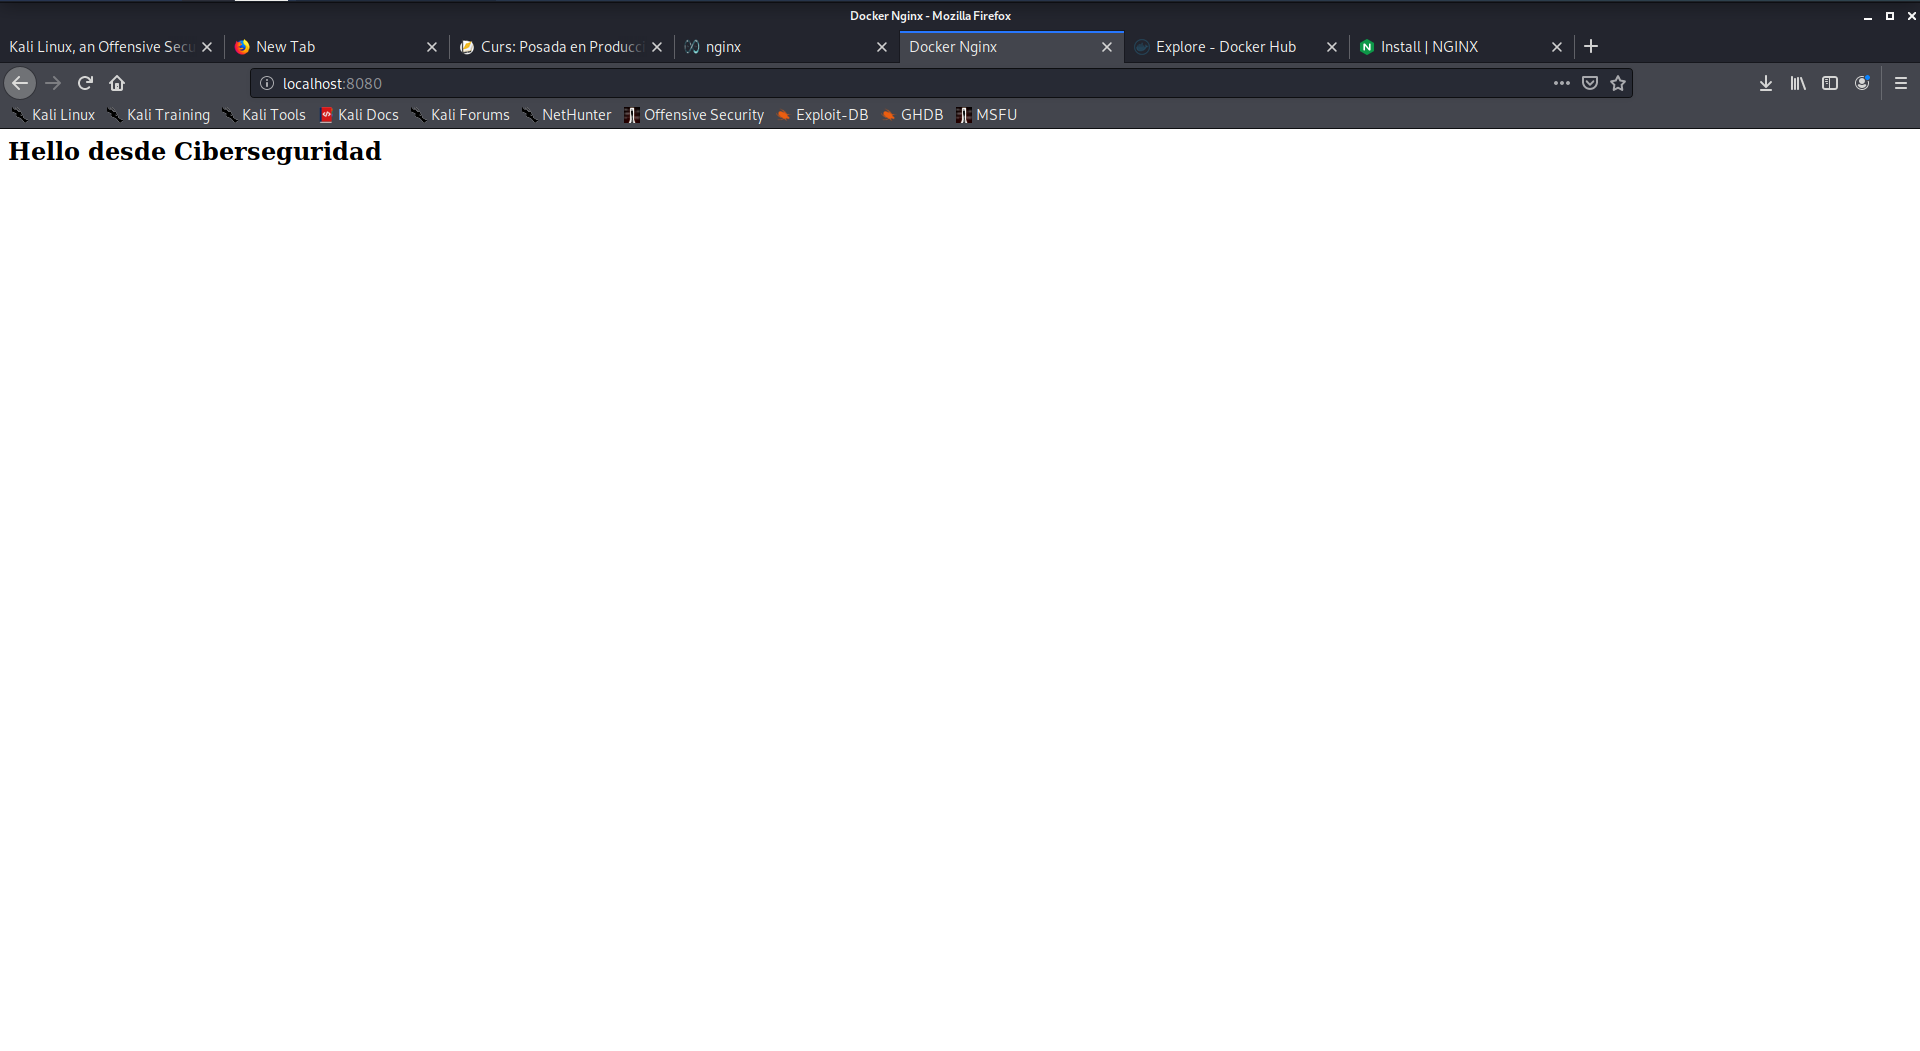 Docker Nginx - Mozilla Firefox
Kali Linux, an Offensive Secu New Tab Curs: Posada en Producci nginx Docker Nginx Explore - Docker Hub Install | NGINX
localhost:8080
Kali Linux Kali Training Kali Tools Kali Docs Kali Forums NetHunter Offensive Security Exploit-DB GHDB MSFU
Hello desde Ciberseguridad